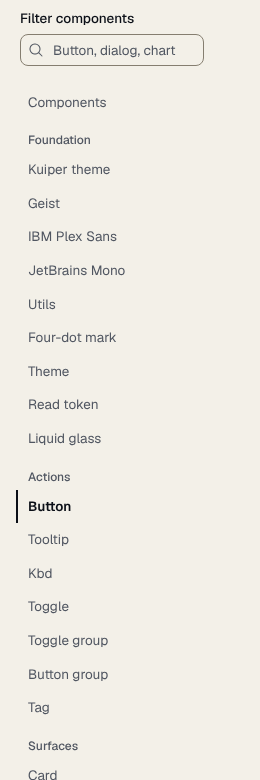 Filter components
Button, dialog, chart
Components
Foundation
Kuiper theme
Geist
IBM Plex Sans
JetBrains Mono
Utils
Four-dot mark
Theme
Read token
Liquid glass
Actions
Button
Tooltip
Kbd
Toggle
Toggle group
Button group
Tag
Surfaces
Card